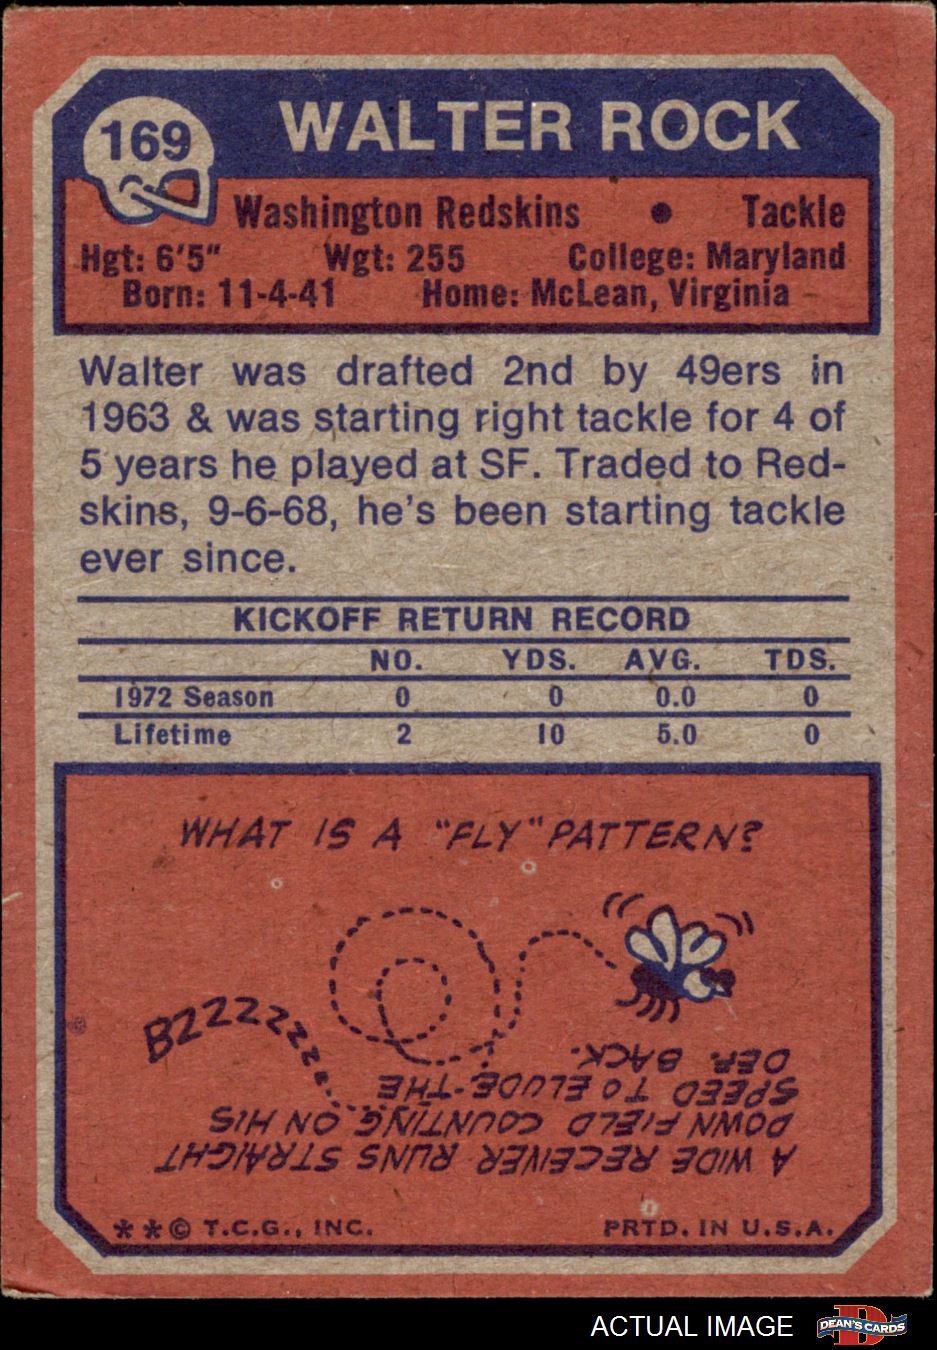 169
WALTER ROCK
Washington Redskins • Tackle
Hgt: 6'5" Wgt: 255 College: Maryland
Born: 11-4-41 Home: McLean, Virginia
Walter was drafted 2nd by 49ers in
1963 & was starting right tackle for 4 of
5 years he played at SF. Traded to Red-
skins, 9-6-68, he's been starting tackle
ever since.
KICKOFF RETURN RECORD
NO. YDS. AVG. TDS.
1972 Season 0 0 0.0 0
Lifetime 2 10 5.0 0
WHAT IS A "FLY" PATTERN?
BZZZZZZZ
A WIDE RECEIVER RUNS STRAIGHT
DOWN FIELD COUNTING ON HIS
SPEED TO ELUDE THE
DEF. BACK.
**© T.C.G., INC. PRTD. IN U.S.A.
ACTUAL IMAGE
D
DEAN'S CARDS